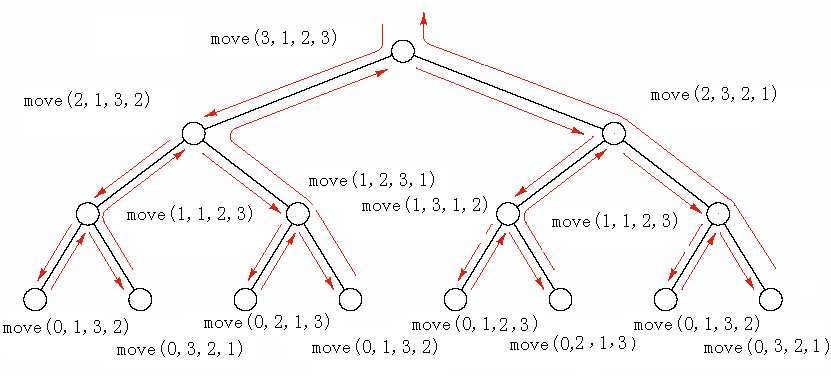 move(3,1,2,3)
move(2,1,3,2)
move(2,3,2,1)
move(1,1,2,3)
move(1,2,3,1)
move(1,3,1,2)
move(1,1,2,3)
move(0,1,3,2)
move(0,3,2,1)
move(0,2,1,3)
move(0,1,3,2)
move(0,1,2,3)
move(0,2,1,3)
move(0,1,3,2)
move(0,3,2,1)